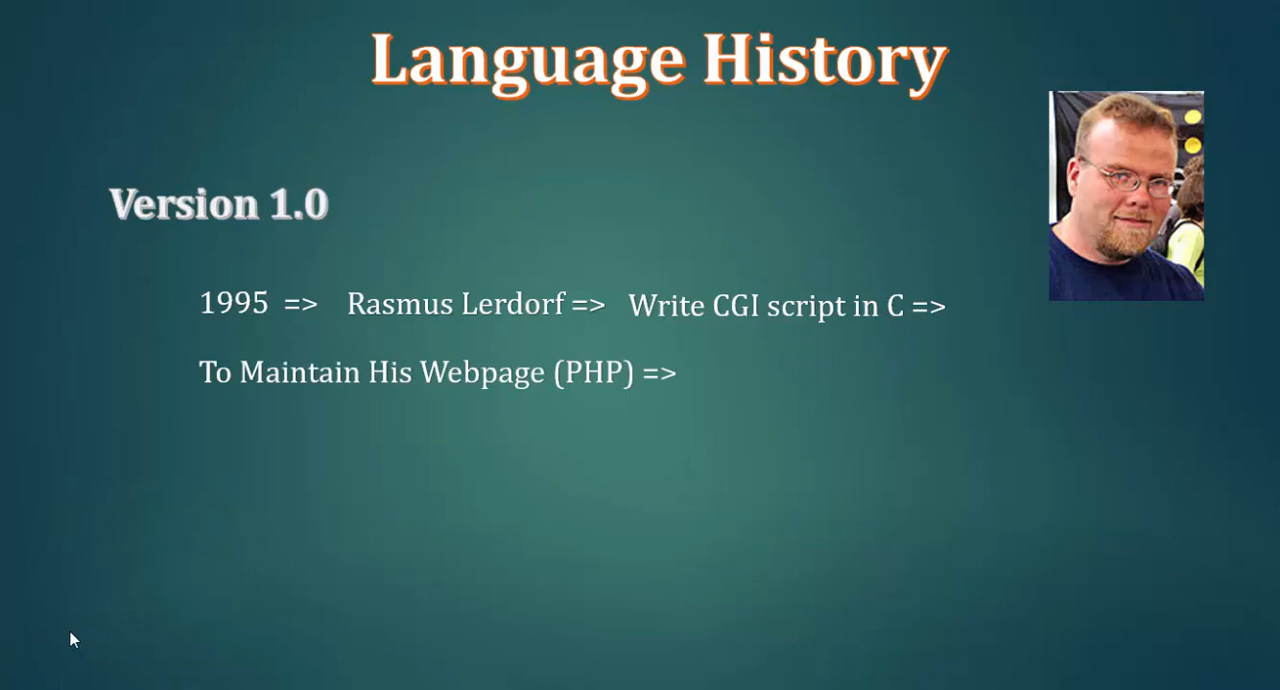 Language History
Version 1.0
1995 => Rasmus Lerdorf => Write CGI script in C =>
To Maintain His Webpage (PHP) =>